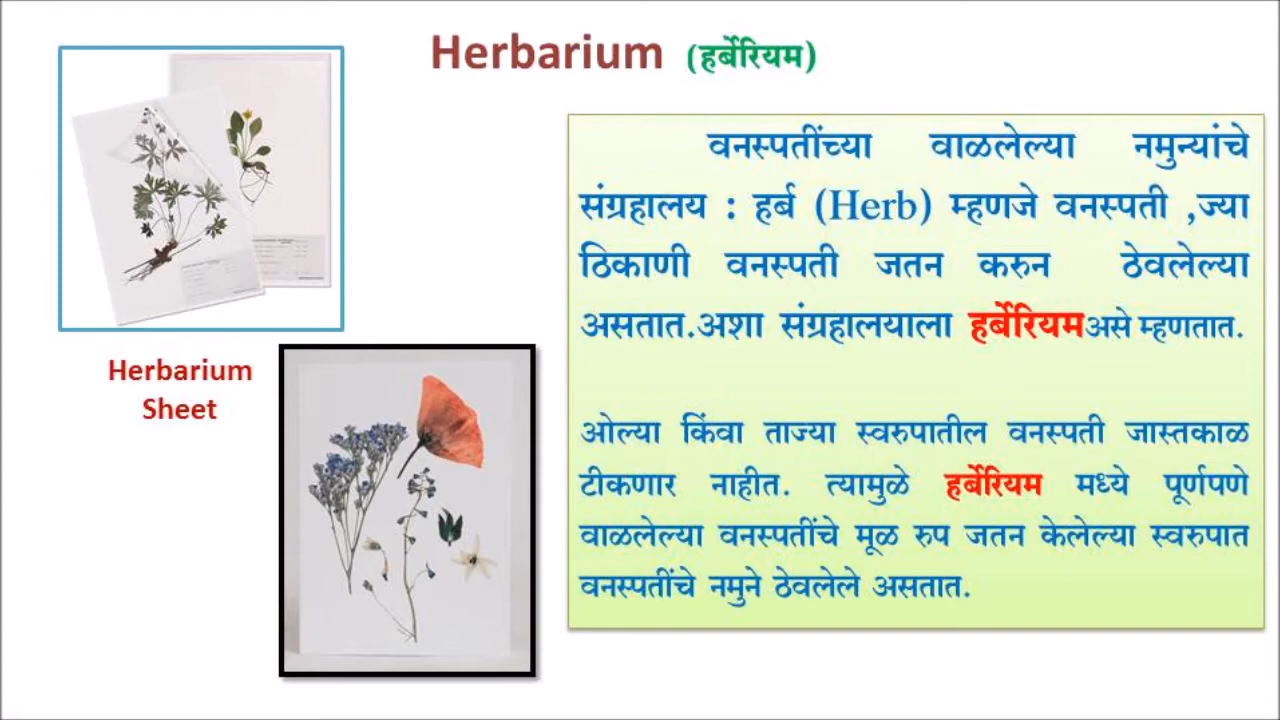 Herbarium (हर्बेरियम)
वनस्पतींच्या वाळलेल्या नमुन्यांचे
संग्रहालय : हर्ब (Herb) म्हणजे वनस्पती ,ज्या
ठिकाणी वनस्पती जतन करुन ठेवलेल्या
असतात.अशा संग्रहालयाला हर्बेरियमअसे म्हणतात.
ओल्या किंवा ताज्या स्वरुपातील वनस्पती जास्तकाळ
टीकणार नाहीत. त्यामुळे हर्बेरियम मध्ये पूर्णपणे
वाळलेल्या वनस्पतींचे मूळ रुप जतन केलेल्या स्वरुपात
वनस्पतींचे नमुने ठेवलेले असतात.
Herbarium
Sheet